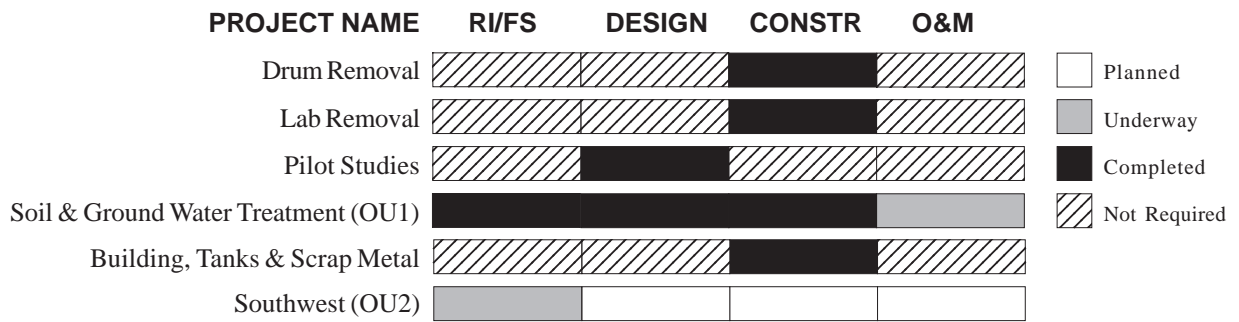 PROJECT NAME RI/FS DESIGN CONSTR O&M
Drum Removal
Lab Removal
Pilot Studies
Soil & Ground Water Treatment (OU1)
Building, Tanks & Scrap Metal
Southwest (OU2)
Planned
Underway
Completed
Not Required